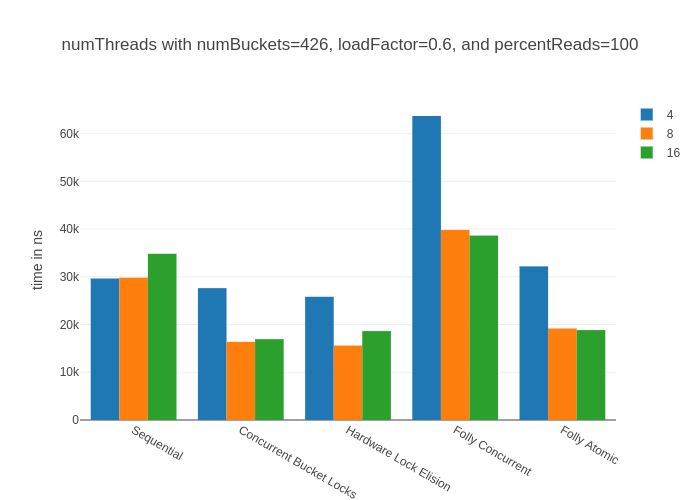 numThreads with numBuckets=426, loadFactor=0.6, and percentReads=100
4
8
16
time in ns
60k
50k
40k
30k
20k
10k
0
Sequential
Concurrent Bucket Locks
Hardware Lock Elision
Folly Concurrent
Folly Atomic